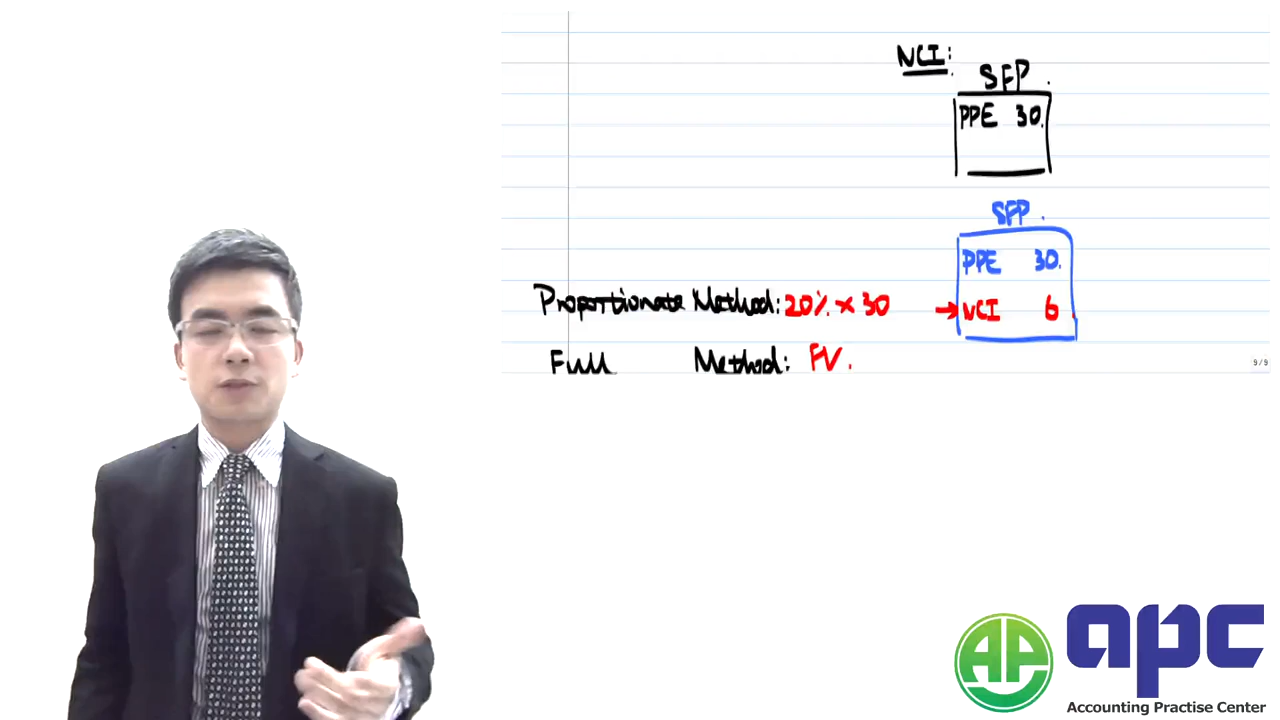 NCI:
SFP.
PPE 30.
SFP.
PPE 30.
Proportionate Method: 20% × 30 → NCI 6
Full Method: FV.
9/9
AP
apc
Accounting Practise Center